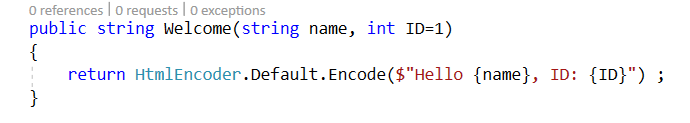 0 references | 0 requests | 0 exceptions
public string Welcome(string name, int ID=1)
{
    return HtmlEncoder.Default.Encode($"Hello {name}, ID: {ID}") ;
}